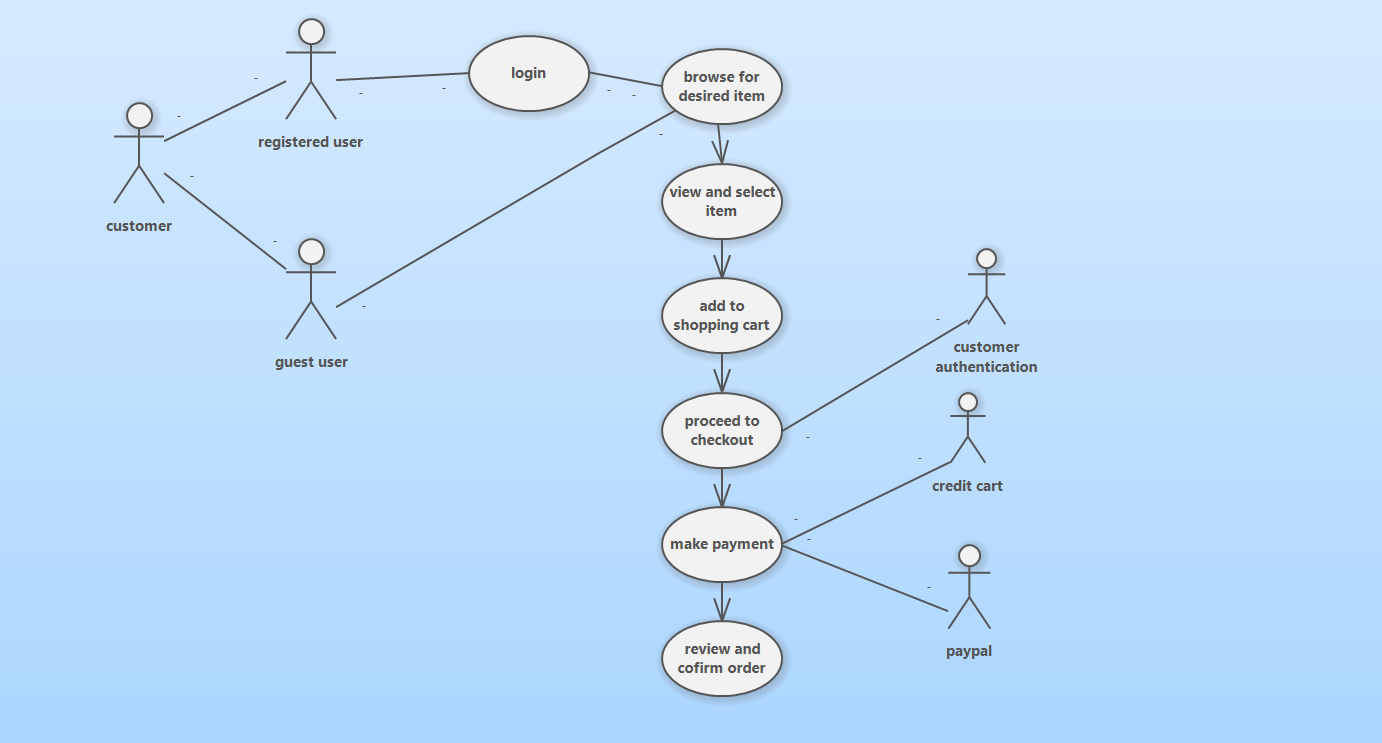 login
browse for
desired item
registered user
view and select
item
customer
add to
shopping cart
customer
authentication
guest user
proceed to
checkout
credit cart
make payment
review and
cofirm order
paypal